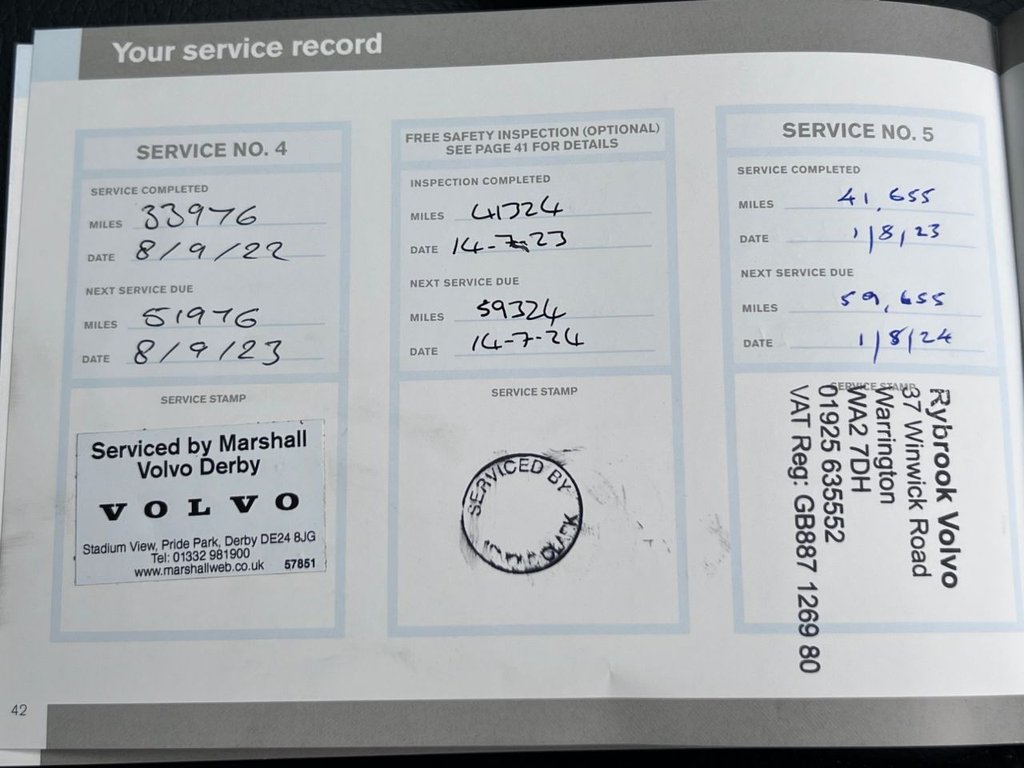 Your service record
SERVICE NO. 4
SERVICE COMPLETED
MILES 33976
DATE 8/9/22
NEXT SERVICE DUE
MILES 51976
DATE 8/9/23
SERVICE STAMP
Serviced by Marshall
Volvo Derby
VOLVO
Stadium View, Pride Park, Derby DE24 8JG
Tel: 01332 981900
www.marshallweb.co.uk 57851
FREE SAFETY INSPECTION (OPTIONAL)
SEE PAGE 41 FOR DETAILS
INSPECTION COMPLETED
MILES 41324
DATE 14-7-23
NEXT SERVICE DUE
MILES 59324
DATE 14-7-24
SERVICE STAMP
SERVICED BY
SERVICE NO. 5
SERVICE COMPLETED
MILES 41,655
DATE 1/8/23
NEXT SERVICE DUE
MILES 59,655
DATE 1/8/24
SERVICE STAMP
Rybrook Volvo
37 Winwick Road
Warrington
WA2 7DH
01925 635552
VAT Reg: GB887 1269 80
42